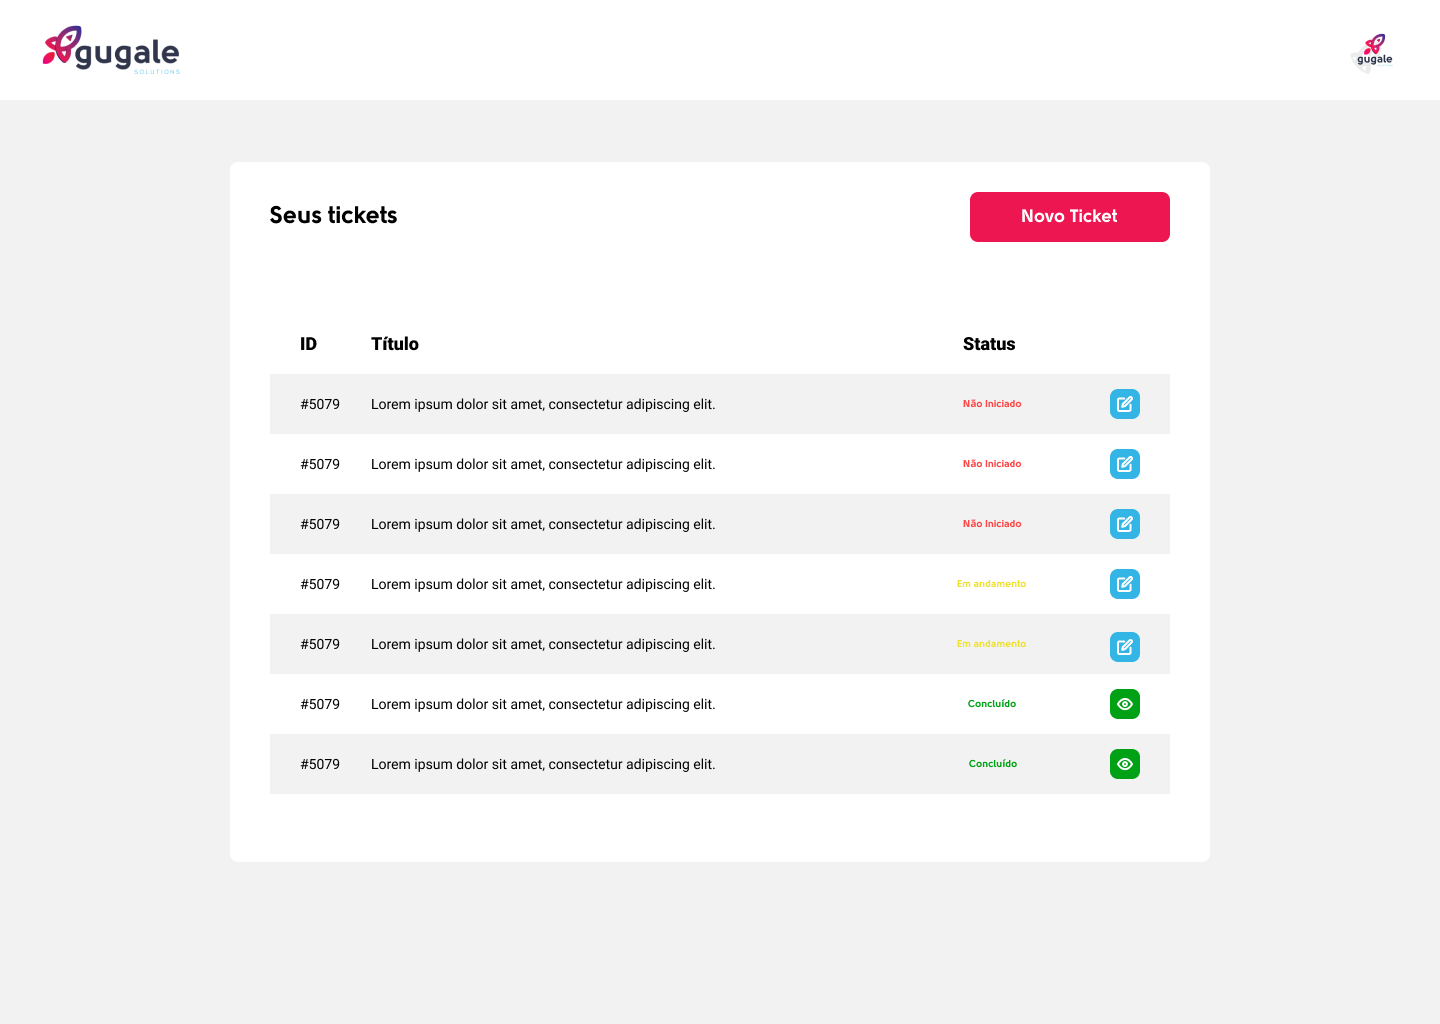 gugale
SOLUTIONS
gugale
Seus tickets
Novo Ticket
ID Título Status
#5079 Lorem ipsum dolor sit amet, consectetur adipiscing elit. Não Iniciado
#5079 Lorem ipsum dolor sit amet, consectetur adipiscing elit. Não Iniciado
#5079 Lorem ipsum dolor sit amet, consectetur adipiscing elit. Não Iniciado
#5079 Lorem ipsum dolor sit amet, consectetur adipiscing elit. Em andamento
#5079 Lorem ipsum dolor sit amet, consectetur adipiscing elit. Em andamento
#5079 Lorem ipsum dolor sit amet, consectetur adipiscing elit. Concluído
#5079 Lorem ipsum dolor sit amet, consectetur adipiscing elit. Concluído